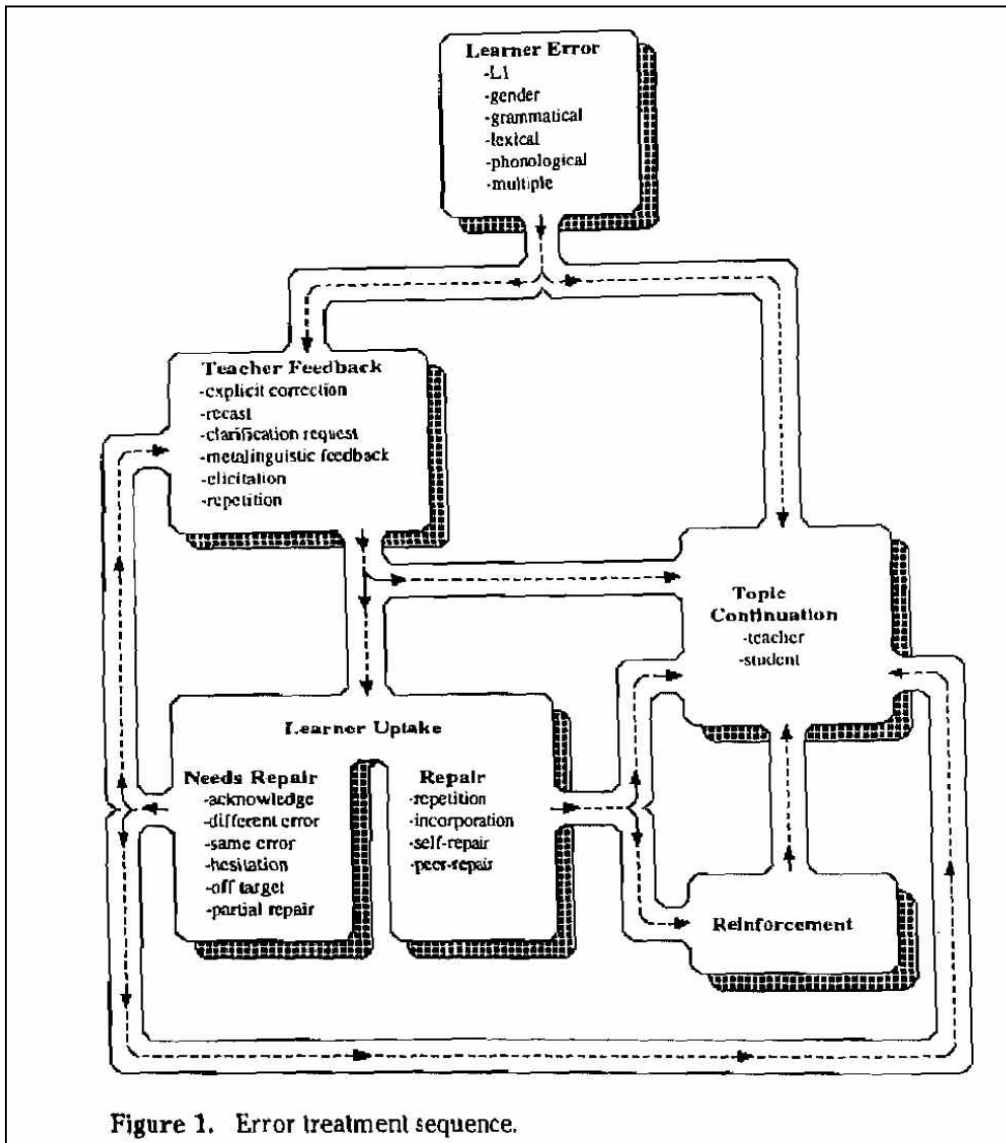 Learner Error
-L1
-gender
-grammatical
-lexical
-phonological
-multiple
Teacher Feedback
-explicit correction
-recast
-clarification request
-metalinguistic feedback
-elicitation
-repetition
Topic
Continuation
-teacher
-student
Learner Uptake
Needs Repair
-acknowledge
-different error
-same error
-hesitation
-off target
-partial repair
Repair
-repetition
-incorporation
-self-repair
-peer-repair
Reinforcement
Figure 1. Error treatment sequence.